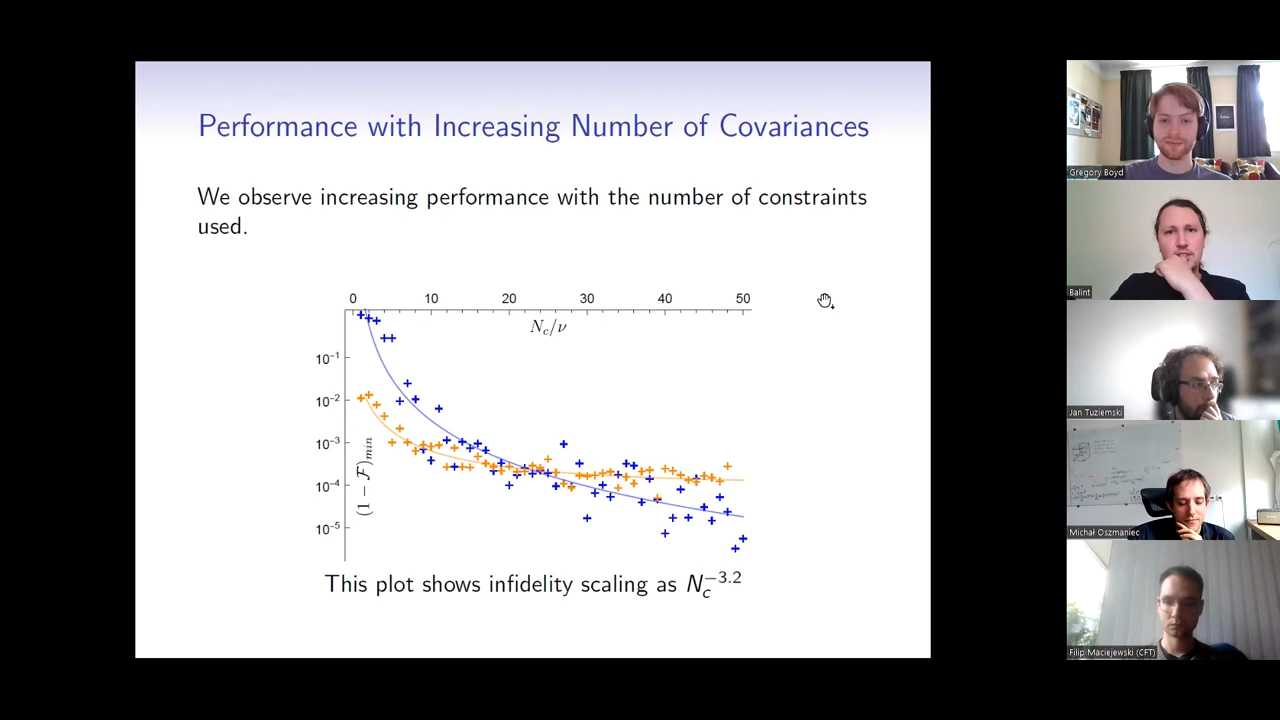 Performance with Increasing Number of Covariances
We observe increasing performance with the number of constraints
used.
0 10 20 30 40 50
N_c/ν
10^{-1}
10^{-2}
10^{-3}
10^{-4}
10^{-5}
(1 − F)_{min}
This plot shows infidelity scaling as N_c^{-3.2}
Gregory Boyd
Balint
Jan Tuziemski
Michał Oszmaniec
Filip Maciejewski (CFT)